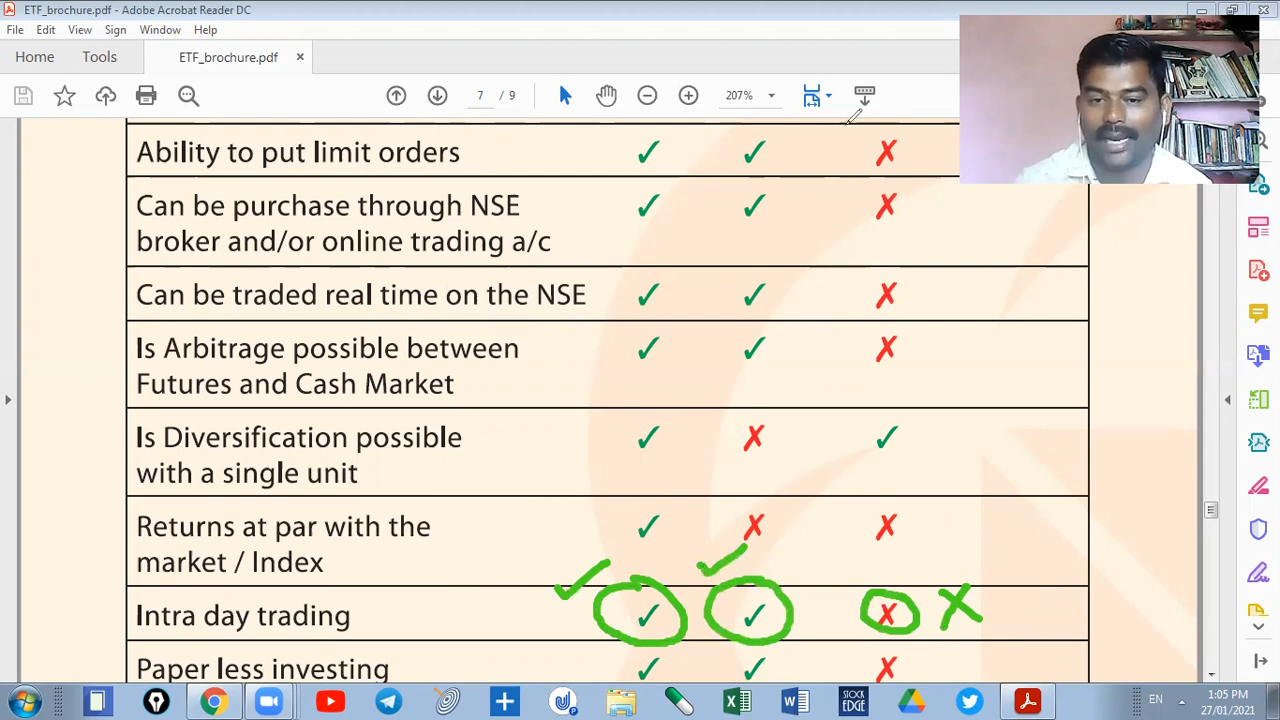 ETF_brochure.pdf - Adobe Acrobat Reader DC
File Edit View Sign Window Help
Home Tools ETF_brochure.pdf ×
7 / 9 207%
Ability to put limit orders ✓ ✓ ✗
Can be purchase through NSE ✓ ✓ ✗
broker and/or online trading a/c
Can be traded real time on the NSE ✓ ✓ ✗
Is Arbitrage possible between ✓ ✓ ✗
Futures and Cash Market
Is Diversification possible ✓ ✗ ✓
with a single unit
Returns at par with the ✓ ✗ ✗
market / Index
Intra day trading ✓ ✓ ✗
Paper less investing ✓ ✓ ✗
STOCK
EDGE
EN
1:05 PM
27/01/2021